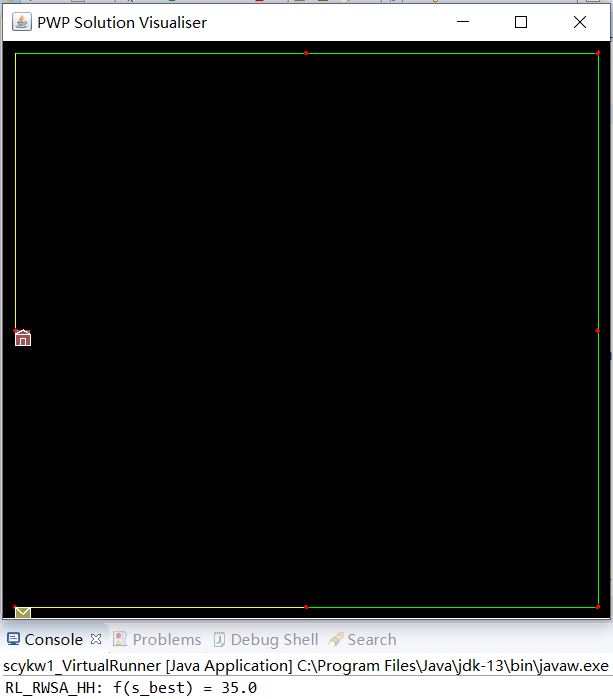 PWP Solution Visualiser
Console Problems Debug Shell Search
scykw1_VirtualRunner [Java Application] C:\Program Files\Java\jdk-13\bin\javaw.exe
RL_RWSA_HH: f(s_best) = 35.0